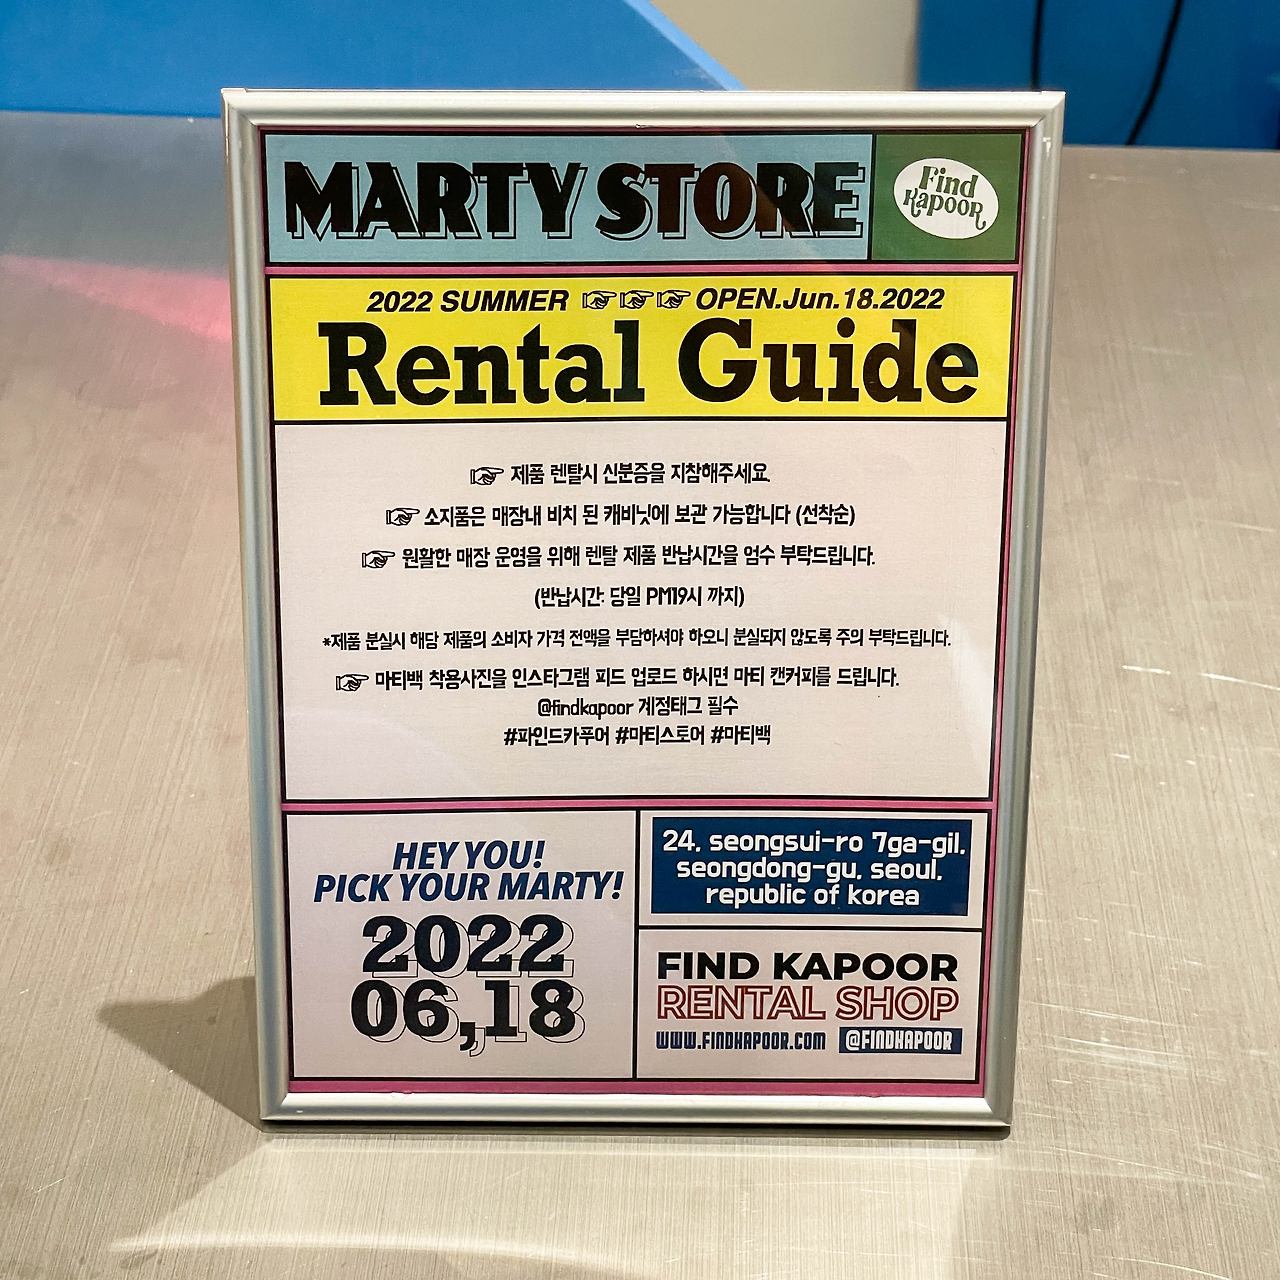 MARTY STORE
Find
Kapoor
2022 SUMMER ☞☞☞ OPEN.Jun.18.2022
Rental Guide
☞ 제품 렌탈시 신분증을 지참해주세요.
☞ 소지품은 매장내 비치 된 캐비닛에 보관 가능합니다 (선착순)
☞ 원활한 매장 운영을 위해 렌탈 제품 반납시간을 엄수 부탁드립니다.
(반납시간: 당일 PM19시 까지)
*제품 분실시 해당 제품의 소비자 가격 전액을 부담하셔야 하오니 분실되지 않도록 주의 부탁드립니다.
☞ 마티백 착용사진을 인스타그램 피드 업로드 하시면 마티 캔커피를 드립니다.
@findkapoor 계정태그 필수
#파인드카푸어 #마티스토어 #마티백
HEY YOU!
PICK YOUR MARTY!
2022
06,18
24, seongsui-ro 7ga-gil,
seongdong-gu, seoul,
republic of korea
FIND KAPOOR
RENTAL SHOP
WWW.FINDKAPOOR.COM @FINDKAPOOR